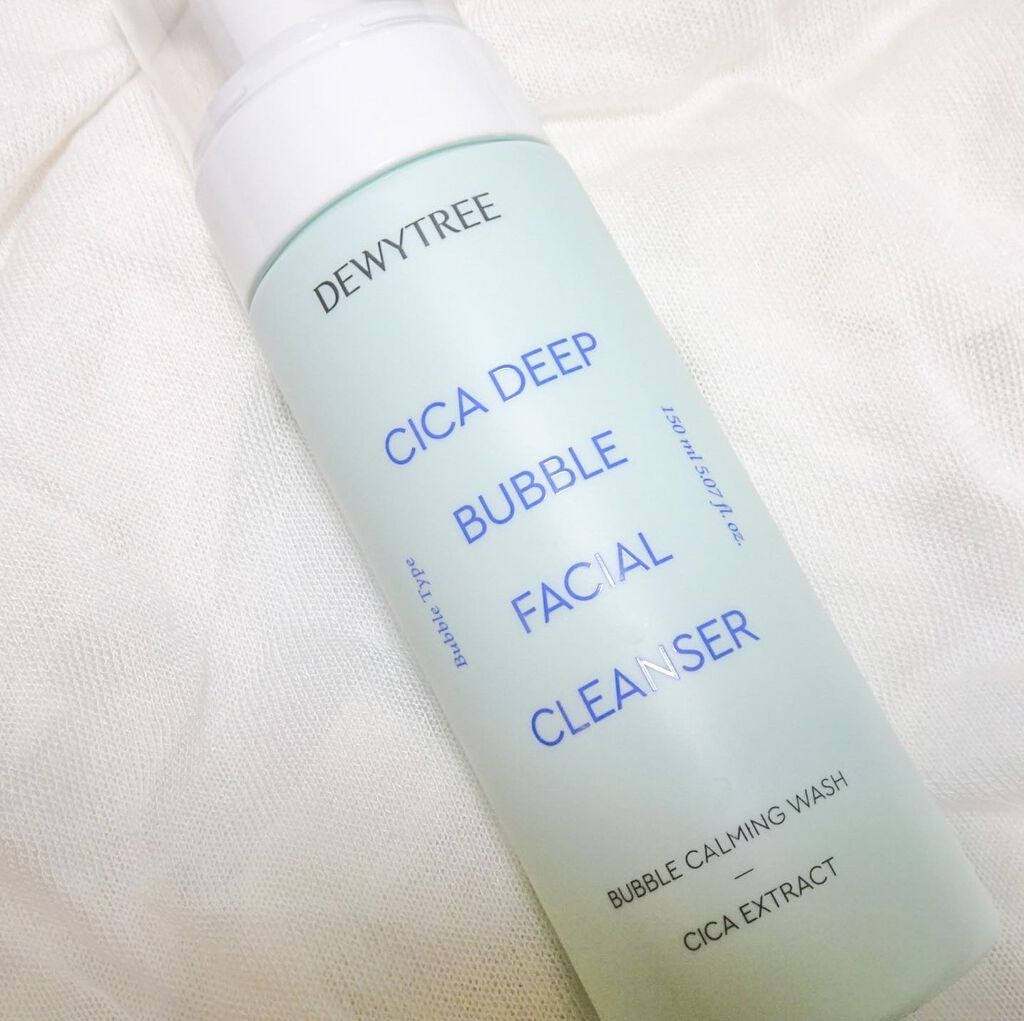 DEWYTREE
CICA DEEP
BUBBLE
FACIAL
CLEANSER
150 ml 5.07 fl. oz.
Bubble Type
BUBBLE CALMING WASH
—
CICA EXTRACT